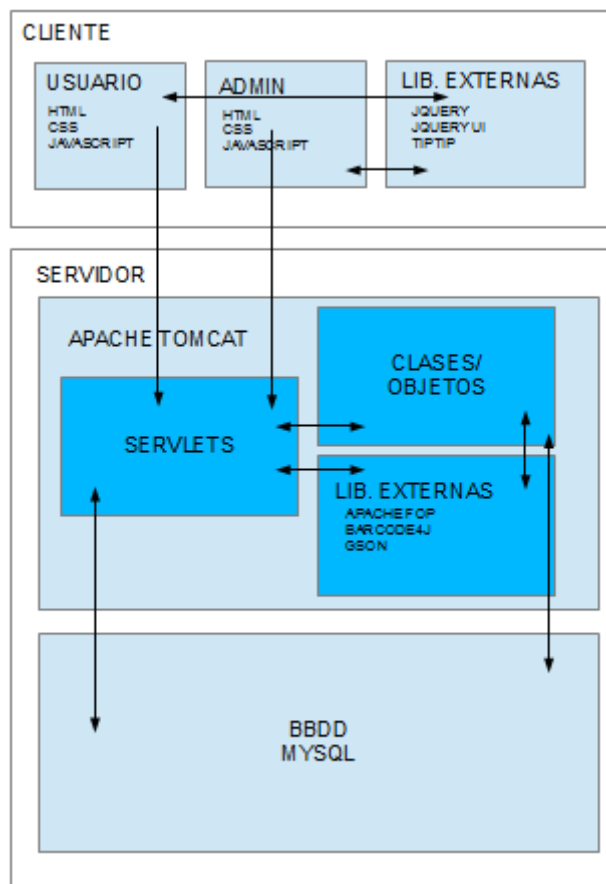 CLIENTE
USUARIO
HTML
CSS
JAVASCRIPT
ADMIN
HTML
CSS
JAVASCRIPT
LIB. EXTERNAS
JQUERY
JQUERY UI
TIPTIP
SERVIDOR
APACHE TOMCAT
CLASES/
OBJETOS
SERVLETS
LIB. EXTERNAS
APACHE FOP
BARCODE4J
GSON
BBDD
MYSQL